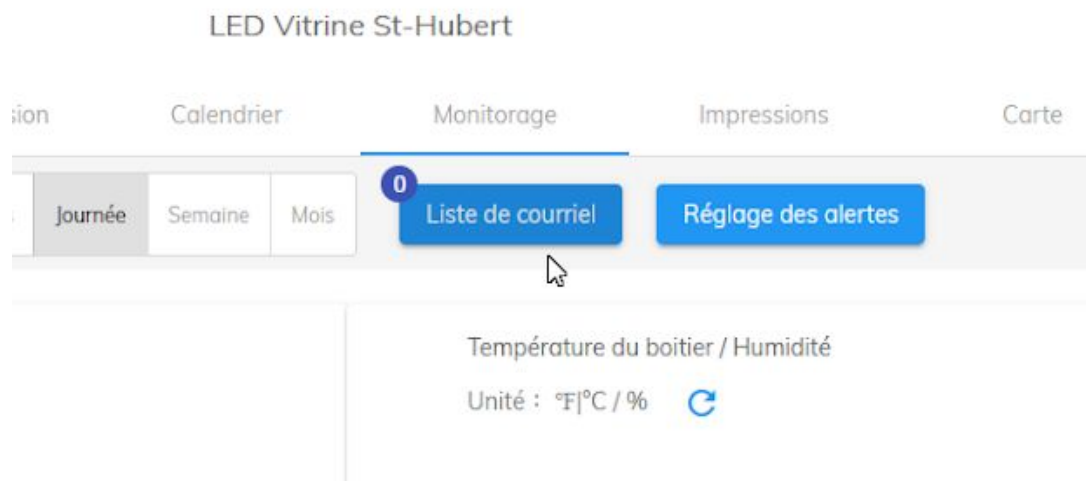 LED Vitrine St-Hubert
sion Calendrier Monitorage Impressions Carte
s Journée Semaine Mois 0 Liste de courriel Réglage des alertes
Température du boitier / Humidité
Unité : °F|°C / %